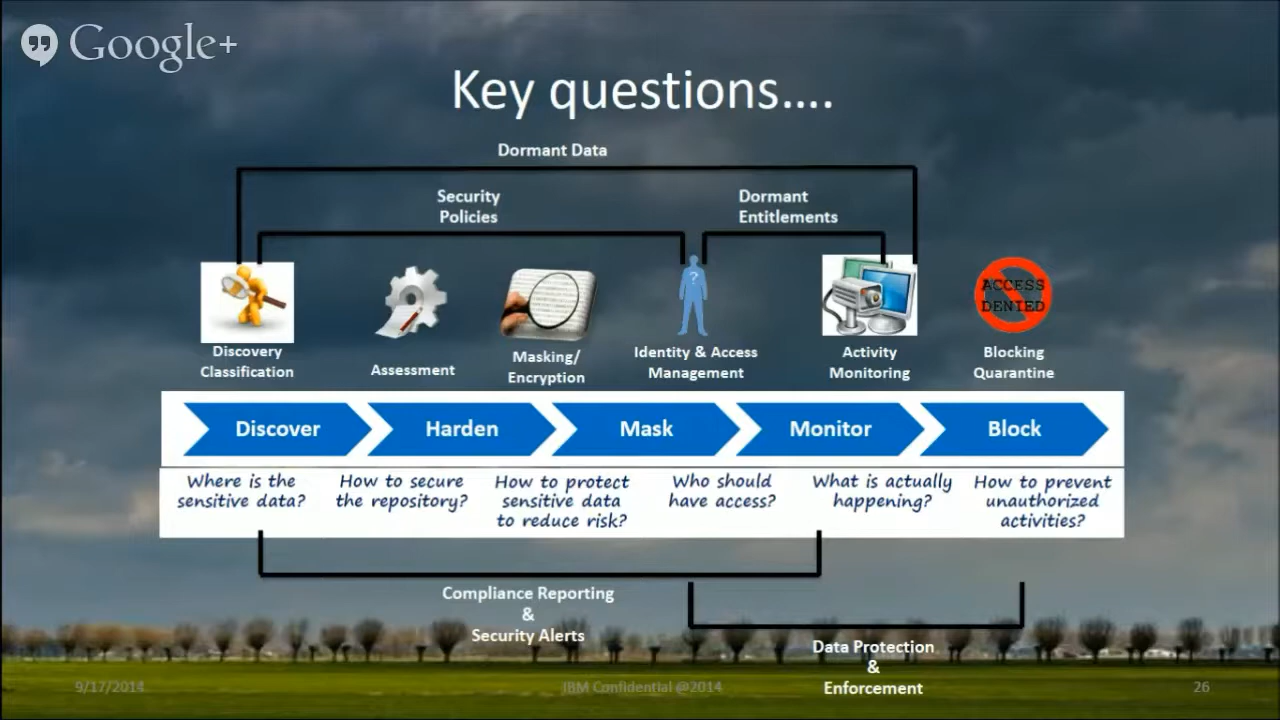 Google+
Key questions....
Dormant Data
Security
Policies
Dormant
Entitlements
?
ACCESS
DENIED
Discovery
Classification
Assessment
Masking/
Encryption
Identity & Access
Management
Activity
Monitoring
Blocking
Quarantine
Discover
Harden
Mask
Monitor
Block
Where is the
sensitive data?
How to secure
the repository?
How to protect
sensitive data
to reduce risk?
Who should
have access?
What is actually
happening?
How to prevent
unauthorized
activities?
Compliance Reporting
&
Security Alerts
Data Protection
&
Enforcement
9/17/2014
IBM Confidential @2014
26